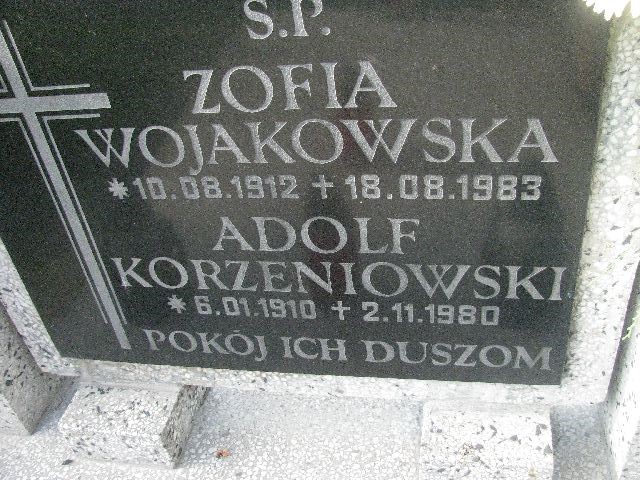 Ś.P.
ZOFIA
WOJAKOWSKA
* 10.08.1912 + 18.08.1983
ADOLF
KORZENIOWSKI
* 6.01.1910 + 2.11.1980
POKÓJ ICH DUSZOM